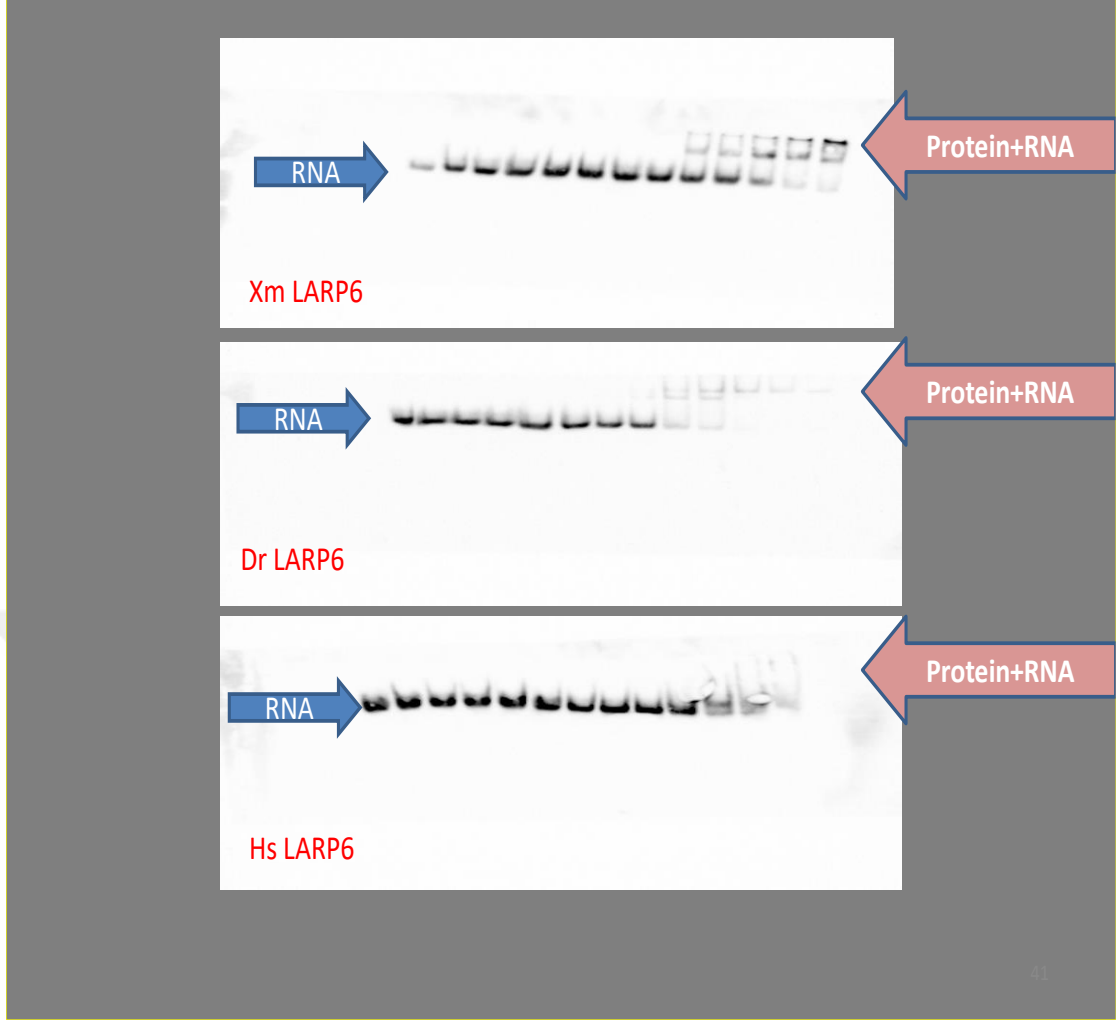 RNA
Protein+RNA
Xm LARP6
RNA
Protein+RNA
Dr LARP6
RNA
Protein+RNA
Hs LARP6
41